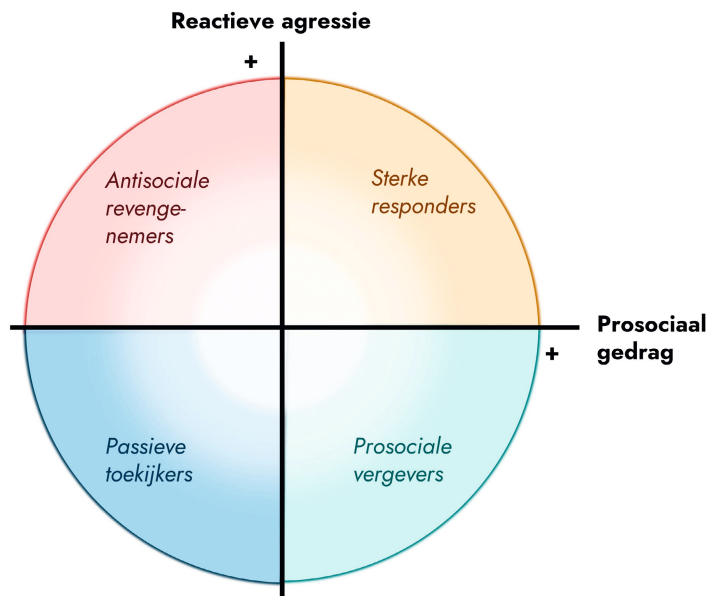 Reactieve agressie
+
Antisociale
revenge-
nemers
Sterke
responders
Prosociaal
gedrag
+
Passieve
toekijkers
Prosociale
vergevers